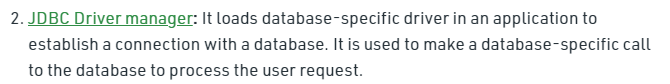 2. JDBC Driver manager: It loads database-specific driver in an application to
establish a connection with a database. It is used to make a database-specific call
to the database to process the user request.